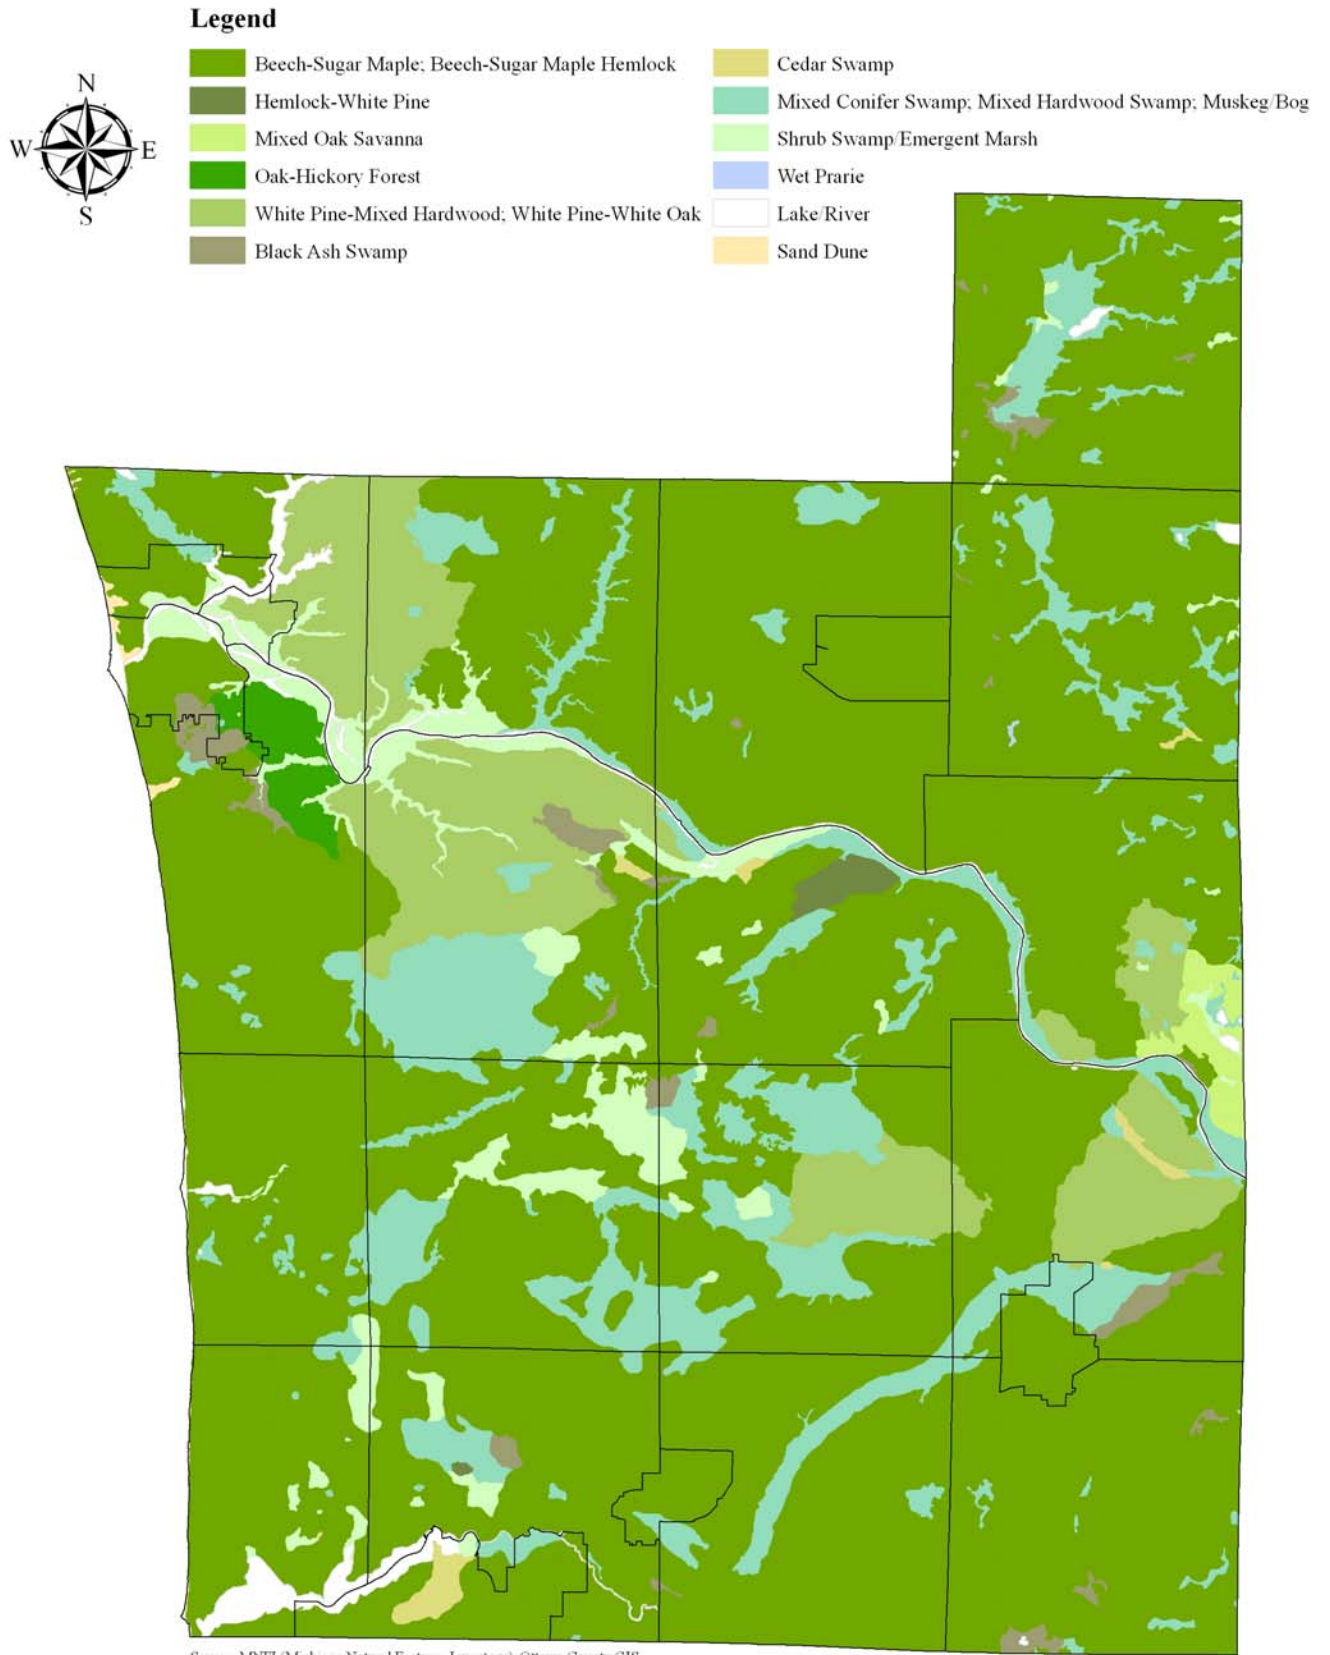 Legend
N
W
E
S
Beech-Sugar Maple; Beech-Sugar Maple Hemlock
Hemlock-White Pine
Mixed Oak Savanna
Oak-Hickory Forest
White Pine-Mixed Hardwood; White Pine-White Oak
Black Ash Swamp
Cedar Swamp
Mixed Conifer Swamp; Mixed Hardwood Swamp; Muskeg/Bog
Shrub Swamp/Emergent Marsh
Wet Prarie
Lake/River
Sand Dune